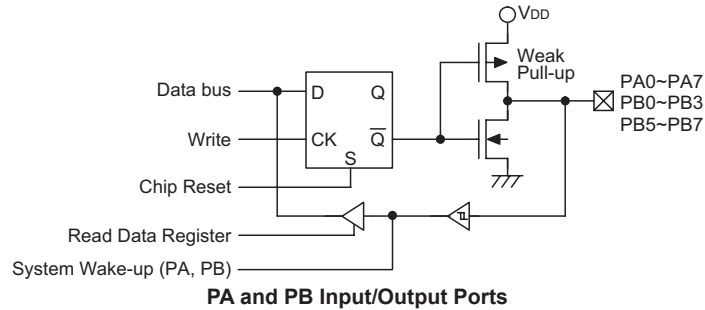 VDD
Weak
Pull-up
PA0~PA7
PB0~PB3
PB5~PB7
Data bus
D
Q
Write
CK
Q
S
Chip Reset
Read Data Register
System Wake-up (PA, PB)
PA and PB Input/Output Ports